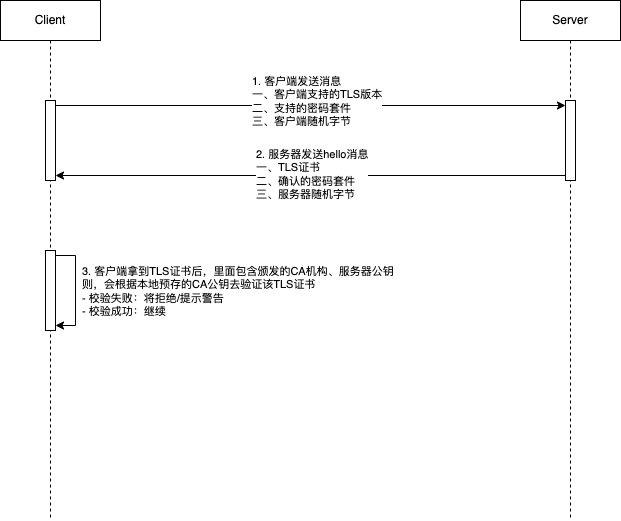 Client
Server
1. 客户端发送消息
一、客户端支持的TLS版本
二、支持的密码套件
三、客户端随机字节
2. 服务器发送hello消息
一、TLS证书
二、确认的密码套件
三、服务器随机字节
3. 客户端拿到TLS证书后，里面包含颁发的CA机构、服务器公钥
则，会根据本地预存的CA公钥去验证该TLS证书
- 校验失败：将拒绝/提示警告
- 校验成功：继续